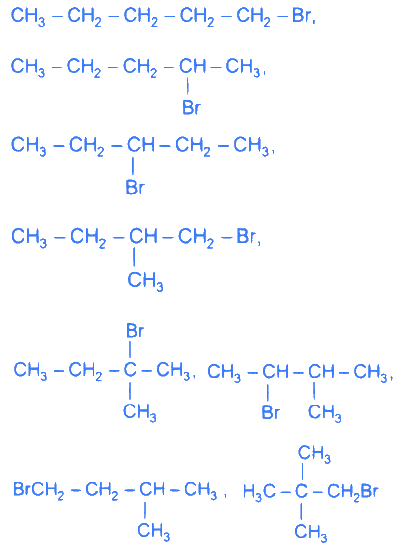 CH₃ – CH₂ – CH₂ – CH₂ – CH₂ – Br,
CH₃ – CH₂ – CH₂ – CH – CH₃,
Br
CH₃ – CH₂ – CH – CH₂ – CH₃,
Br
CH₃ – CH₂ – CH – CH₂ – Br,
CH₃
Br
CH₃ – CH₂ – C – CH₃, CH₃ – CH – CH – CH₃,
CH₃ Br CH₃
CH₃
BrCH₂ – CH₂ – CH – CH₃, H₃C – C – CH₂Br
CH₃ CH₃